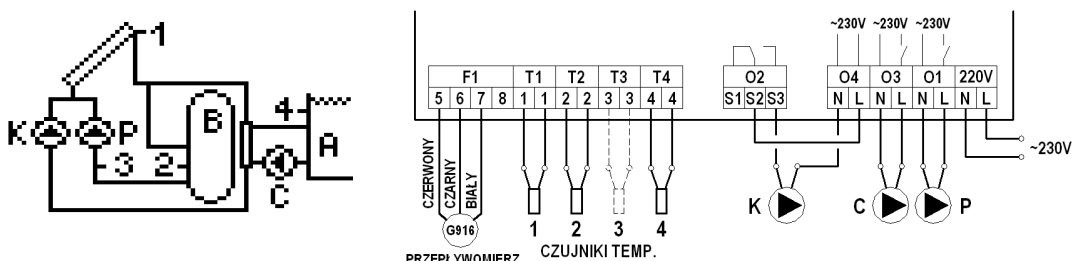 1
K P B 4 A
3 2 C
~230V ~230V ~230V
F1 T1 T2 T3 T4 O2 O4 O3 O1 220V
5 6 7 8 1 1 2 2 3 3 4 4 S1 S2 S3 N L N L N L N L
CZERWONY
CZARNY
BIAŁY
~230V
K C P
G916 1 2 3 4
PRZEPŁYWOMIERZ CZUJNIKI TEMP.